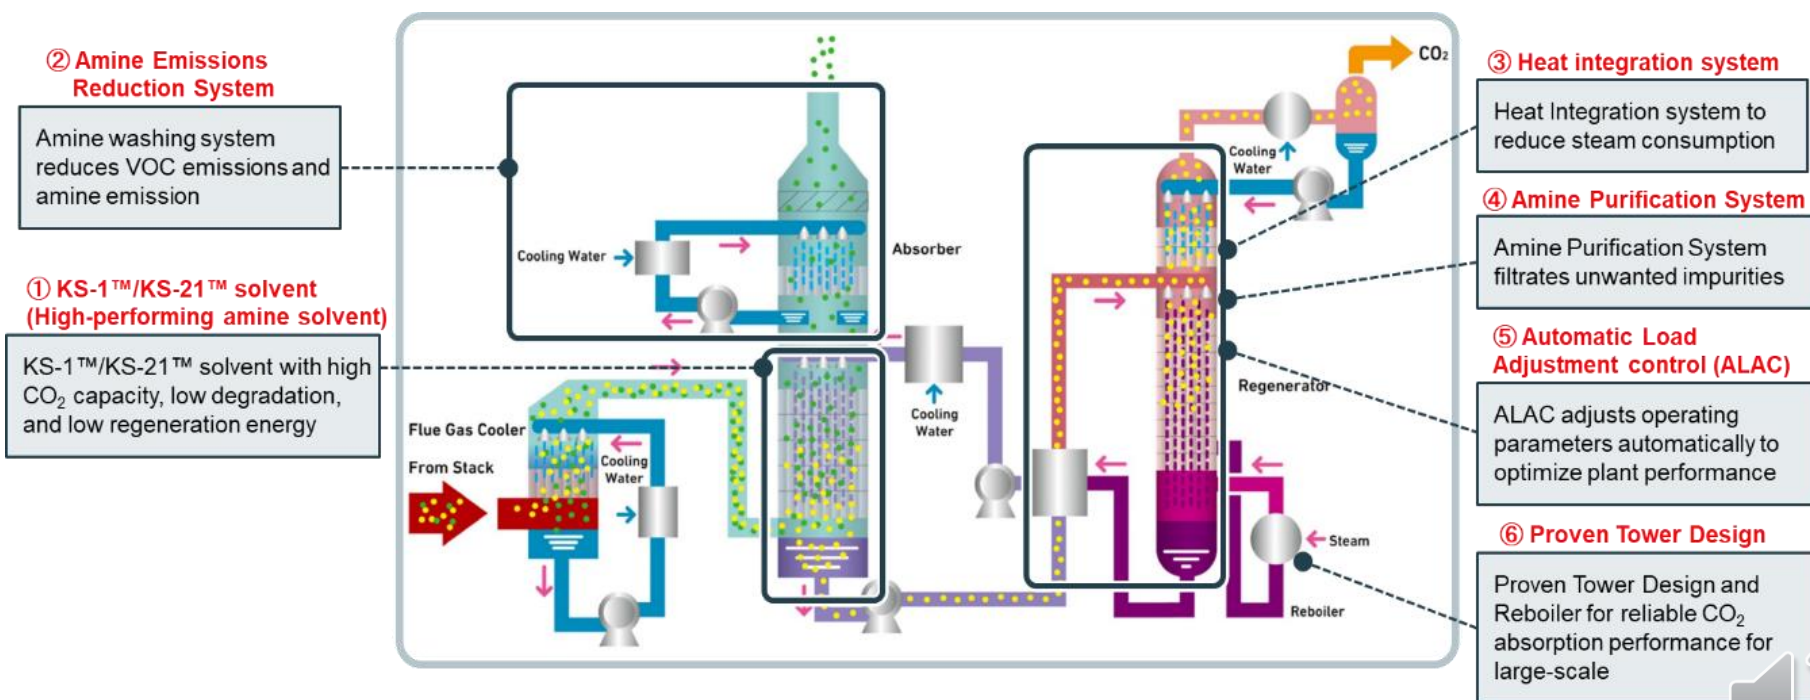 ② Amine Emissions
Reduction System
Amine washing system
reduces VOC emissions and
amine emission
① KS-1™/KS-21™ solvent
(High-performing amine solvent)
KS-1™/KS-21™ solvent with high
CO₂ capacity, low degradation,
and low regeneration energy
Cooling Water
Absorber
Flue Gas Cooler
From Stack
Cooling
Water
Cooling
Water
CO₂
Cooling
Water
Regenerator
Steam
Reboiler
③ Heat integration system
Heat Integration system to
reduce steam consumption
④ Amine Purification System
Amine Purification System
filtrates unwanted impurities
⑤ Automatic Load
Adjustment control (ALAC)
ALAC adjusts operating
parameters automatically to
optimize plant performance
⑥ Proven Tower Design
Proven Tower Design and
Reboiler for reliable CO₂
absorption performance for
large-scale